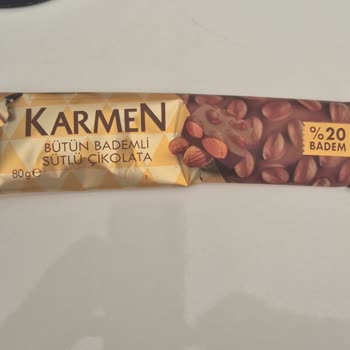 KARMEN
BÜTÜN BADEMLİ
SÜTLÜ ÇİKOLATA
80g℮
%20
BADEM